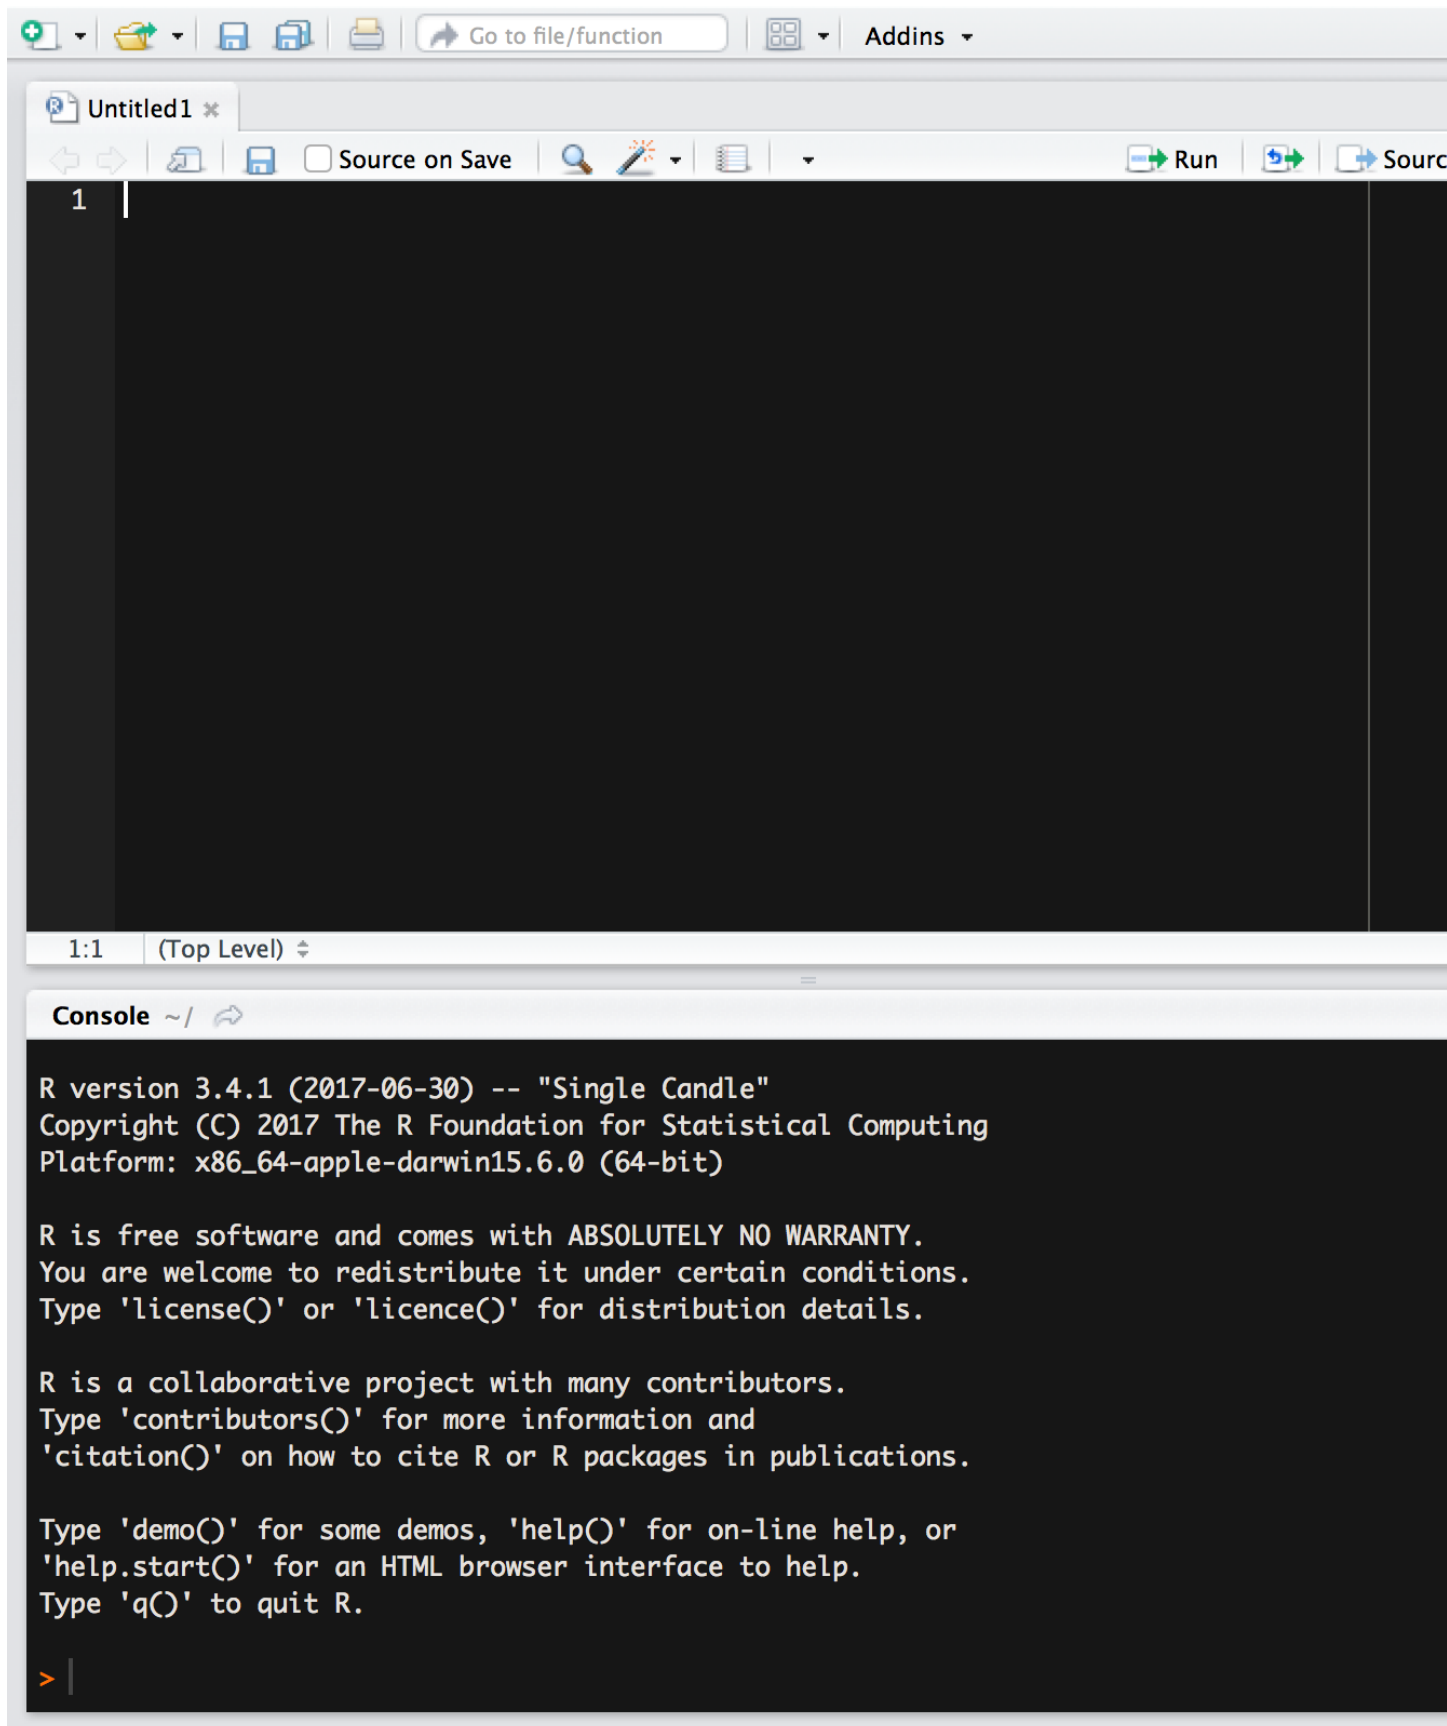 Go to file/function
Addins
Untitled1
Source on Save
Run
Sourc
1
1:1 (Top Level)
Console ~/
R version 3.4.1 (2017-06-30) -- "Single Candle"
Copyright (C) 2017 The R Foundation for Statistical Computing
Platform: x86_64-apple-darwin15.6.0 (64-bit)
R is free software and comes with ABSOLUTELY NO WARRANTY.
You are welcome to redistribute it under certain conditions.
Type 'license()' or 'licence()' for distribution details.
R is a collaborative project with many contributors.
Type 'contributors()' for more information and
'citation()' on how to cite R or R packages in publications.
Type 'demo()' for some demos, 'help()' for on-line help, or
'help.start()' for an HTML browser interface to help.
Type 'q()' to quit R.
>